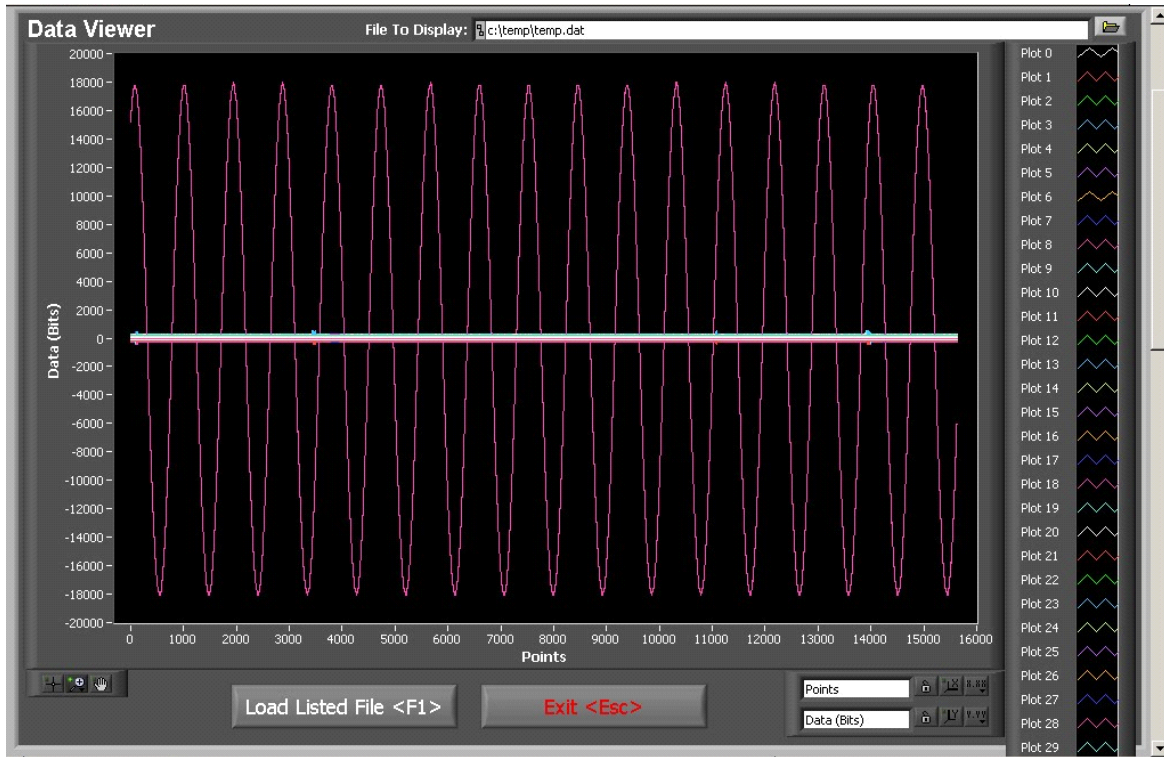 Data Viewer
File To Display: c:\temp\temp.dat
20000
18000
16000
14000
12000
10000
8000
6000
4000
2000
0
-2000
-4000
-6000
-8000
-10000
-12000
-14000
-16000
-18000
-20000
Data (Bits)
0 1000 2000 3000 4000 5000 6000 7000 8000 9000 10000 11000 12000 13000 14000 15000 16000
Points
Plot 0
Plot 1
Plot 2
Plot 3
Plot 4
Plot 5
Plot 6
Plot 7
Plot 8
Plot 9
Plot 10
Plot 11
Plot 12
Plot 13
Plot 14
Plot 15
Plot 16
Plot 17
Plot 18
Plot 19
Plot 20
Plot 21
Plot 22
Plot 23
Plot 24
Plot 25
Plot 26
Plot 27
Plot 28
Plot 29
Load Listed File <F1>
Exit <Esc>
Points
Data (Bits)